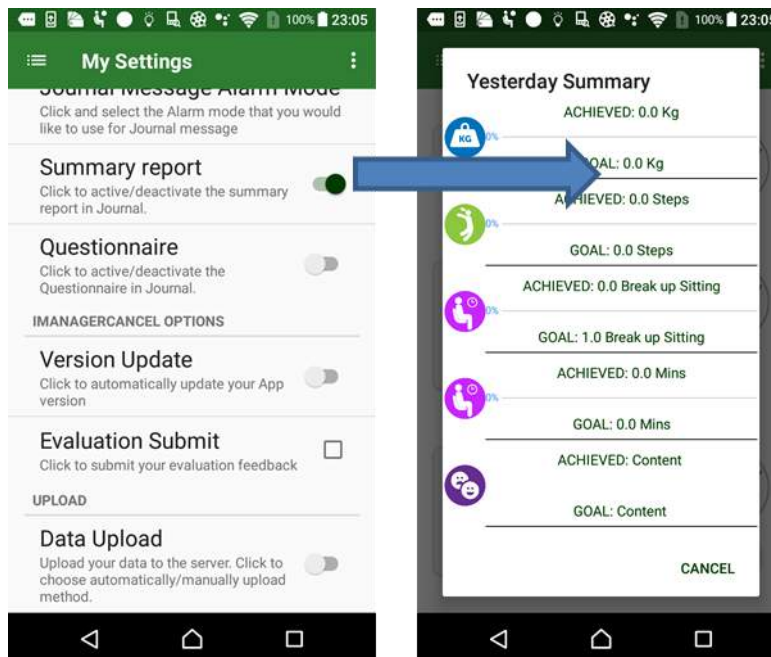 100% 23:05
My Settings
Journal Message Alarm Mode
Click and select the Alarm mode that you would
like to use for Journal message
Summary report
Click to active/deactivate the summary
report in Journal.
Questionnaire
Click to active/deactivate the
Questionnaire in Journal.
IMANAGERCANCEL OPTIONS
Version Update
Click to automatically update your App
version
Evaluation Submit
Click to submit your evaluation feedback
UPLOAD
Data Upload
Upload your data to the server. Click to
choose automatically/manually upload
method.
100% 23:05
Yesterday Summary
ACHIEVED: 0.0 Kg
KG
0%
GOAL: 0.0 Kg
ACHIEVED: 0.0 Steps
0%
GOAL: 0.0 Steps
ACHIEVED: 0.0 Break up Sitting
0%
GOAL: 1.0 Break up Sitting
ACHIEVED: 0.0 Mins
0%
GOAL: 0.0 Mins
ACHIEVED: Content
GOAL: Content
CANCEL